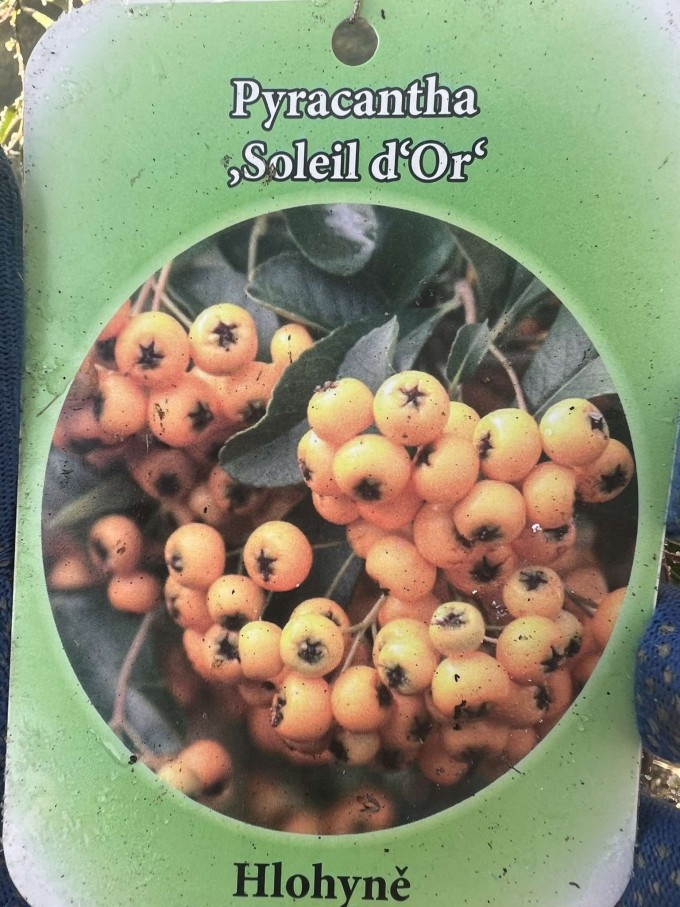 Pyracantha
‚Soleil d‘Or‘
Hlohyně